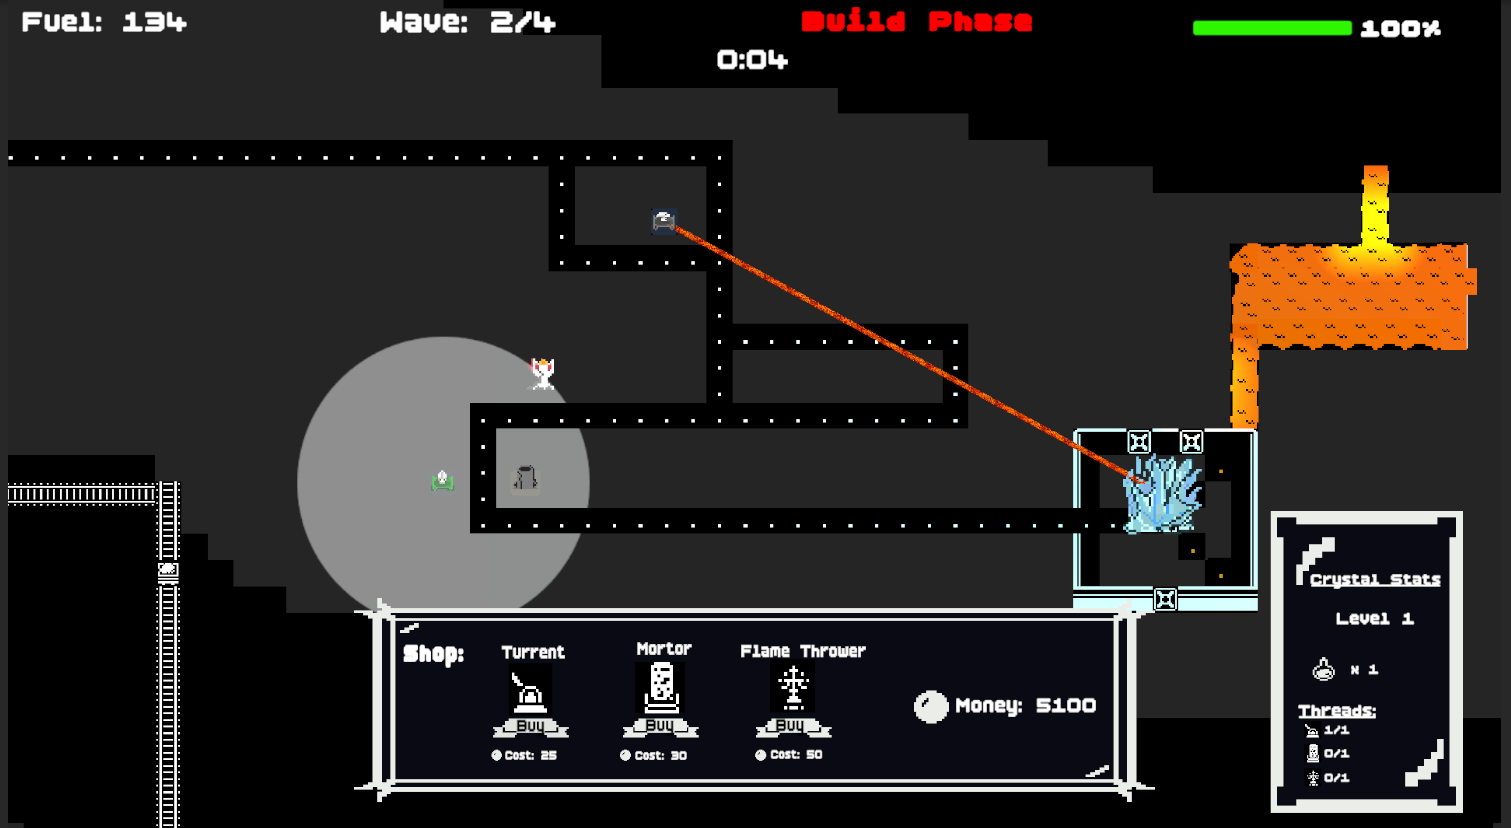 Fuel: 134
Wave: 2/4
Build Phase
100%
0:04
Shop:
Turrent
Buy
Cost: 25
Mortor
Buy
Cost: 30
Flame Thrower
Buy
Cost: 50
Money: 5100
Crystal Stats
Level 1
x 1
Threads:
1/1
0/1
0/1